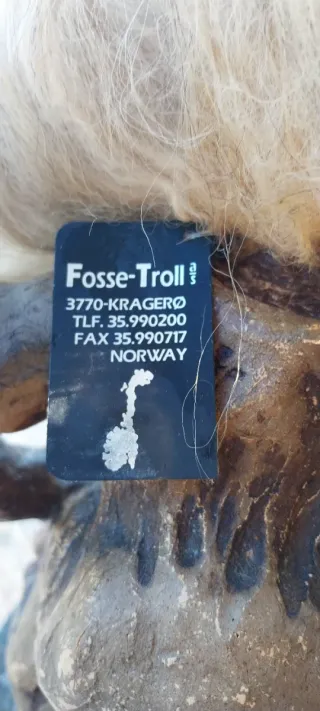 Fosse-Troll a/s
3770-KRAGERØ
TLF. 35.990200
FAX 35.990717
NORWAY